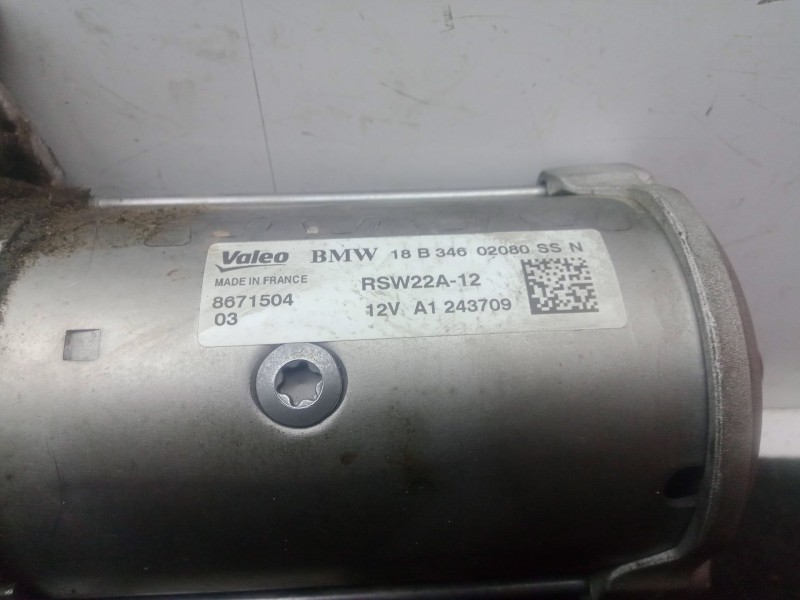 Valeo BMW 18 B 346 02080 SS N
MADE IN FRANCE RSW22A-12
8671504 12V A1 243709
03